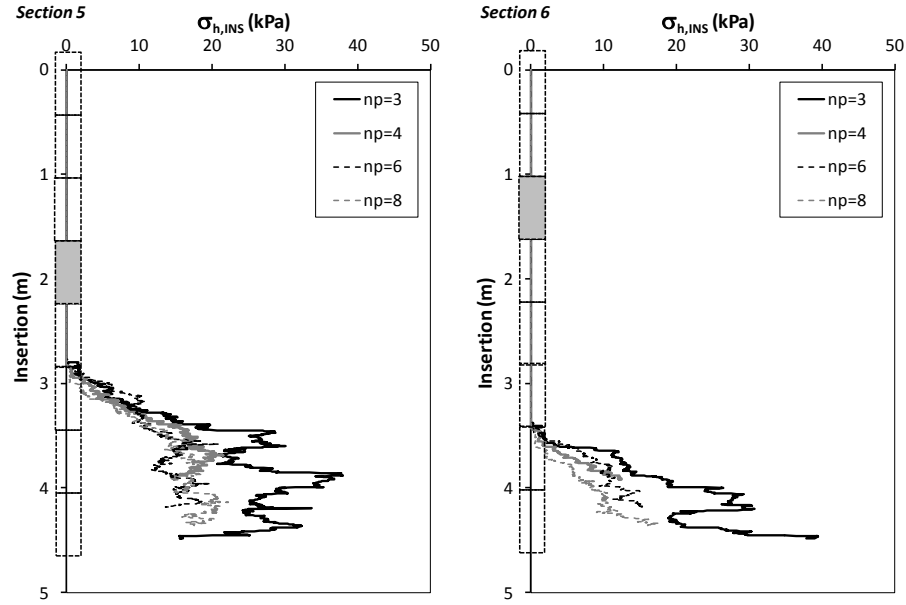 Section 5
σh,INS (kPa)
0 10 20 30 40 50
0
1
2
3
4
5
Insertion (m)
np=3
np=4
np=6
np=8
Section 6
σh,INS (kPa)
0 10 20 30 40 50
0
1
2
3
4
5
Insertion (m)
np=3
np=4
np=6
np=8